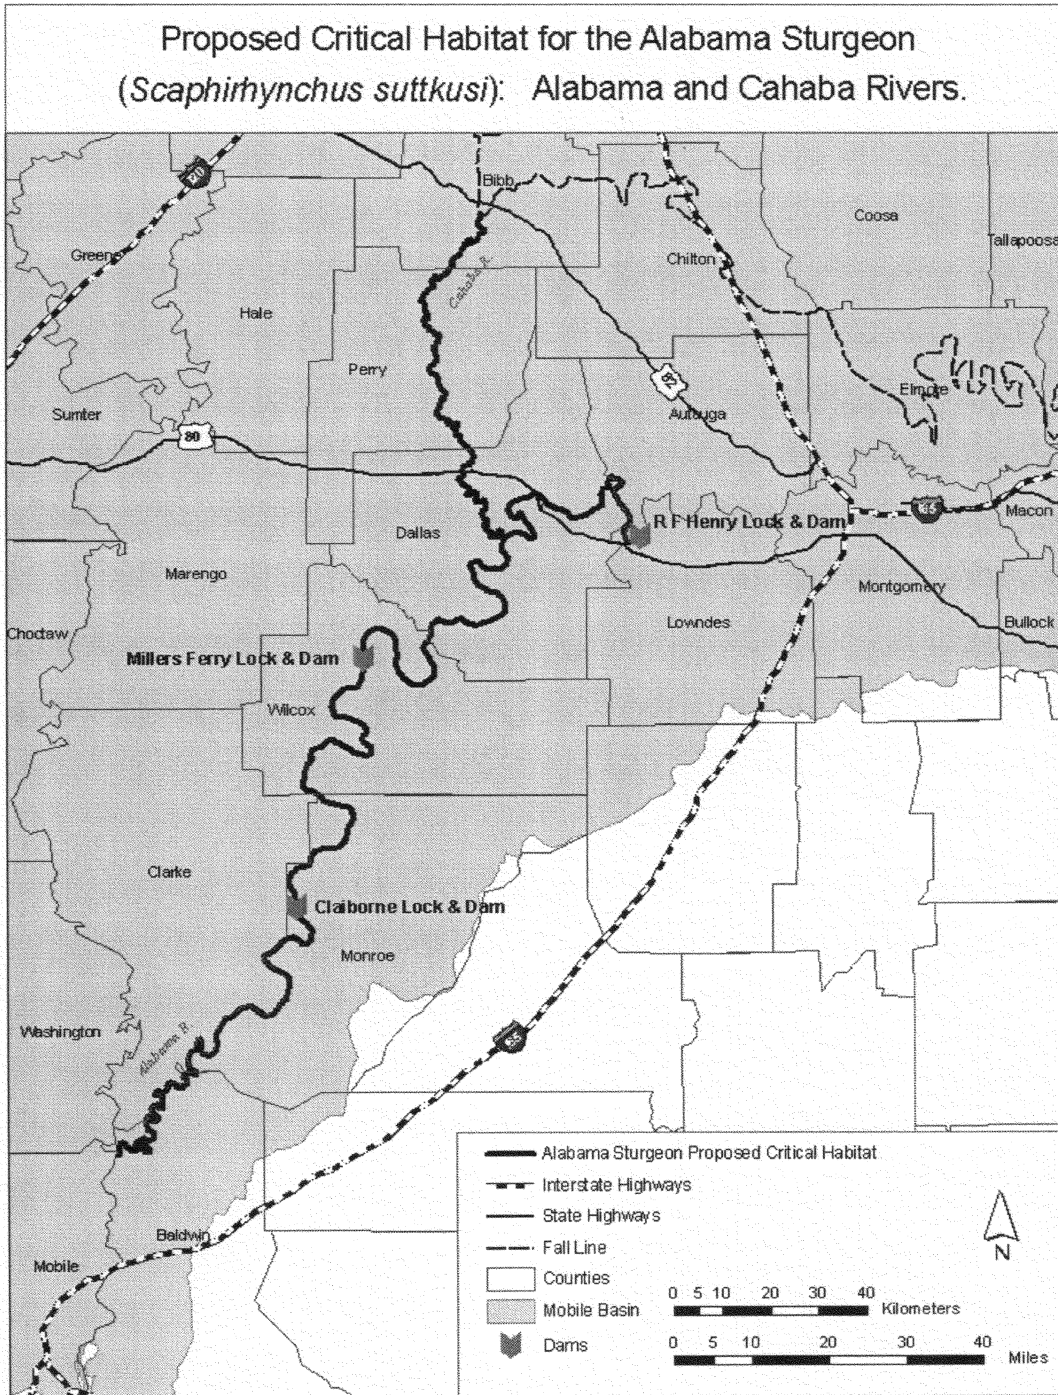 Proposed Critical Habitat for the Alabama Sturgeon
(Scaphirhynchus suttkusi): Alabama and Cahaba Rivers.
Bibb
Coosa
Tallapoosa
Greene
Chilton
Cahaba R.
Hale
Perry
82
Elmore
Sumter
Autauga
80
R F Henry Lock & Dam
Macon
Dallas
Marengo
Montgomery
Choctaw
Lowndes
Bullock
Millers Ferry Lock & Dam
Wilcox
Clarke
Claiborne Lock & Dam
Monroe
Washington
Alabama R
Baldwin
Mobile
Alabama Sturgeon Proposed Critical Habitat
Interstate Highways
State Highways
Fall Line
Counties
Mobile Basin
Dams
N
0 5 10 20 30 40
Kilometers
0 5 10 20 30 40
Miles